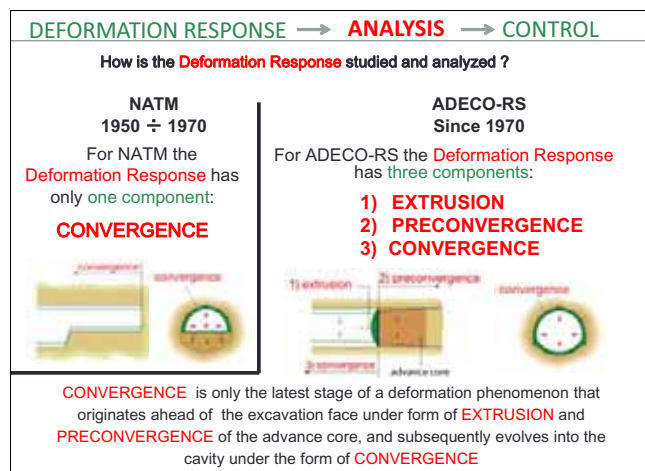 DEFORMATION RESPONSE → ANALYSIS → CONTROL
How is the Deformation Response studied and analyzed ?
NATM
1950 ÷ 1970
For NATM the
Deformation Response has
only one component:
CONVERGENCE
convergence
convergence
ADECO-RS
Since 1970
For ADECO-RS the Deformation Response
has three components:
1) EXTRUSION
2) PRECONVERGENCE
3) CONVERGENCE
1) extrusion
2) preconvergence
3) convergence
advance core
convergence
CONVERGENCE is only the latest stage of a deformation phenomenon that
originates ahead of the excavation face under form of EXTRUSION and
PRECONVERGENCE of the advance core, and subsequently evolves into the
cavity under the form of CONVERGENCE